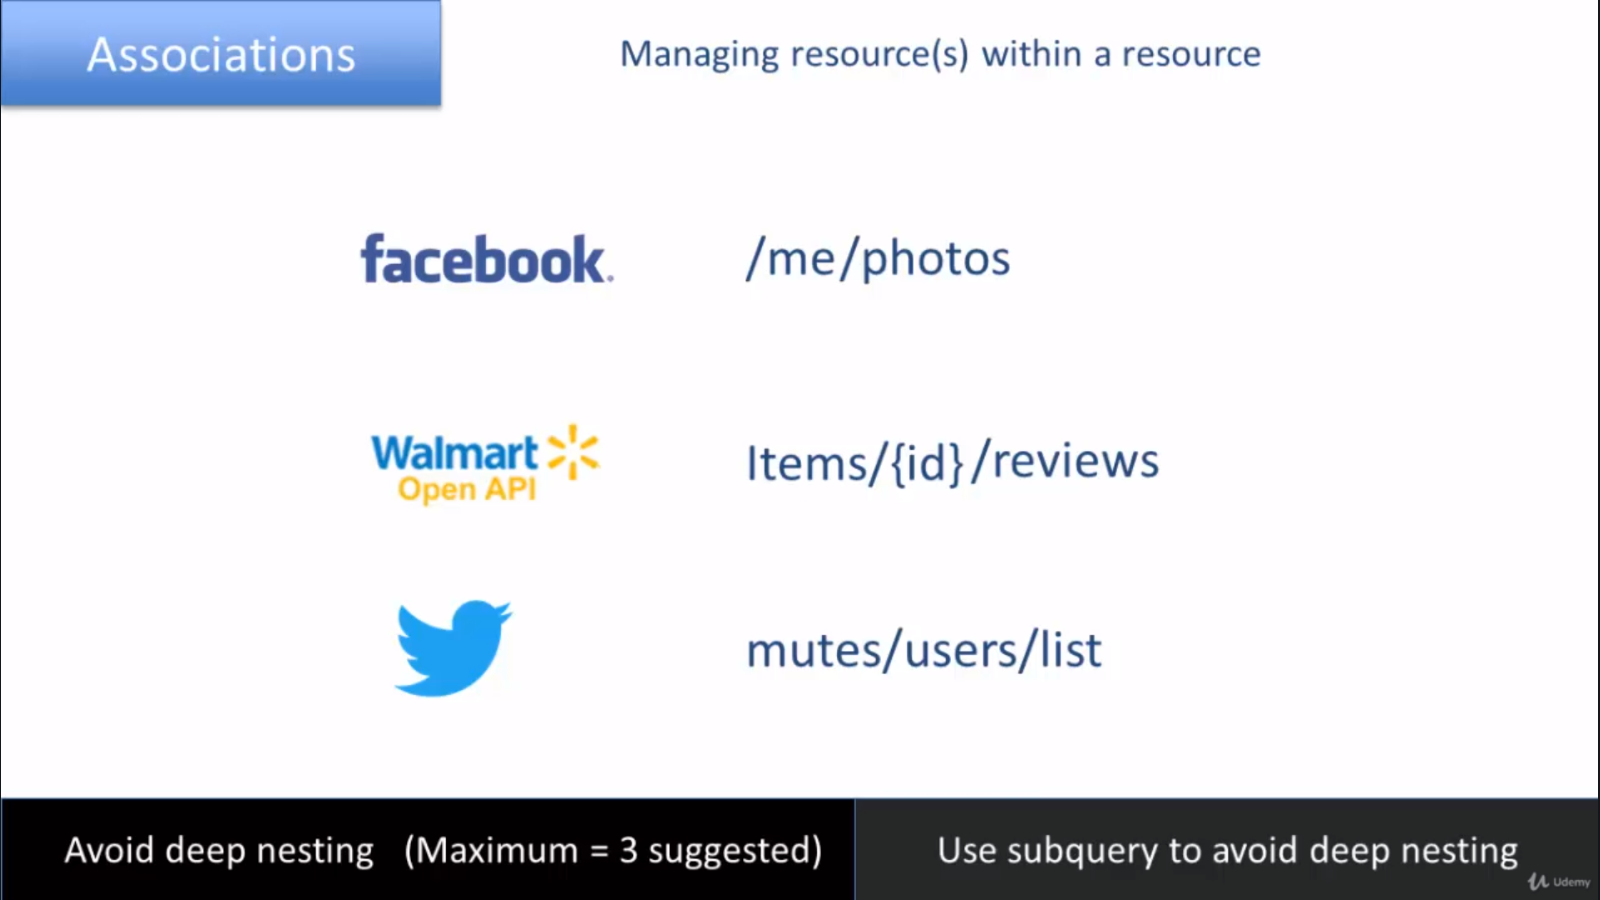 Associations
Managing resource(s) within a resource
facebook.
/me/photos
Walmart
Open API
Items/{id}/reviews
mutes/users/list
Avoid deep nesting (Maximum = 3 suggested)
Use subquery to avoid deep nesting
Udemy